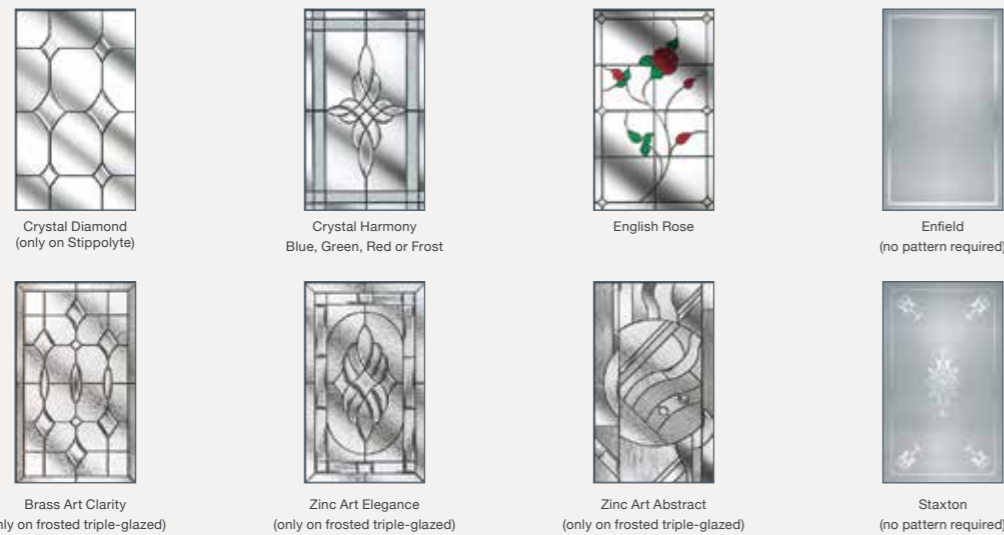 Crystal Diamond
(only on Stippolyte)
Crystal Harmony
Blue, Green, Red or Frost
English Rose
Enfield
(no pattern required)
Brass Art Clarity
only on frosted triple-glazed)
Zinc Art Elegance
(only on frosted triple-glazed)
Zinc Art Abstract
(only on frosted triple-glazed)
Staxton
(no pattern required)